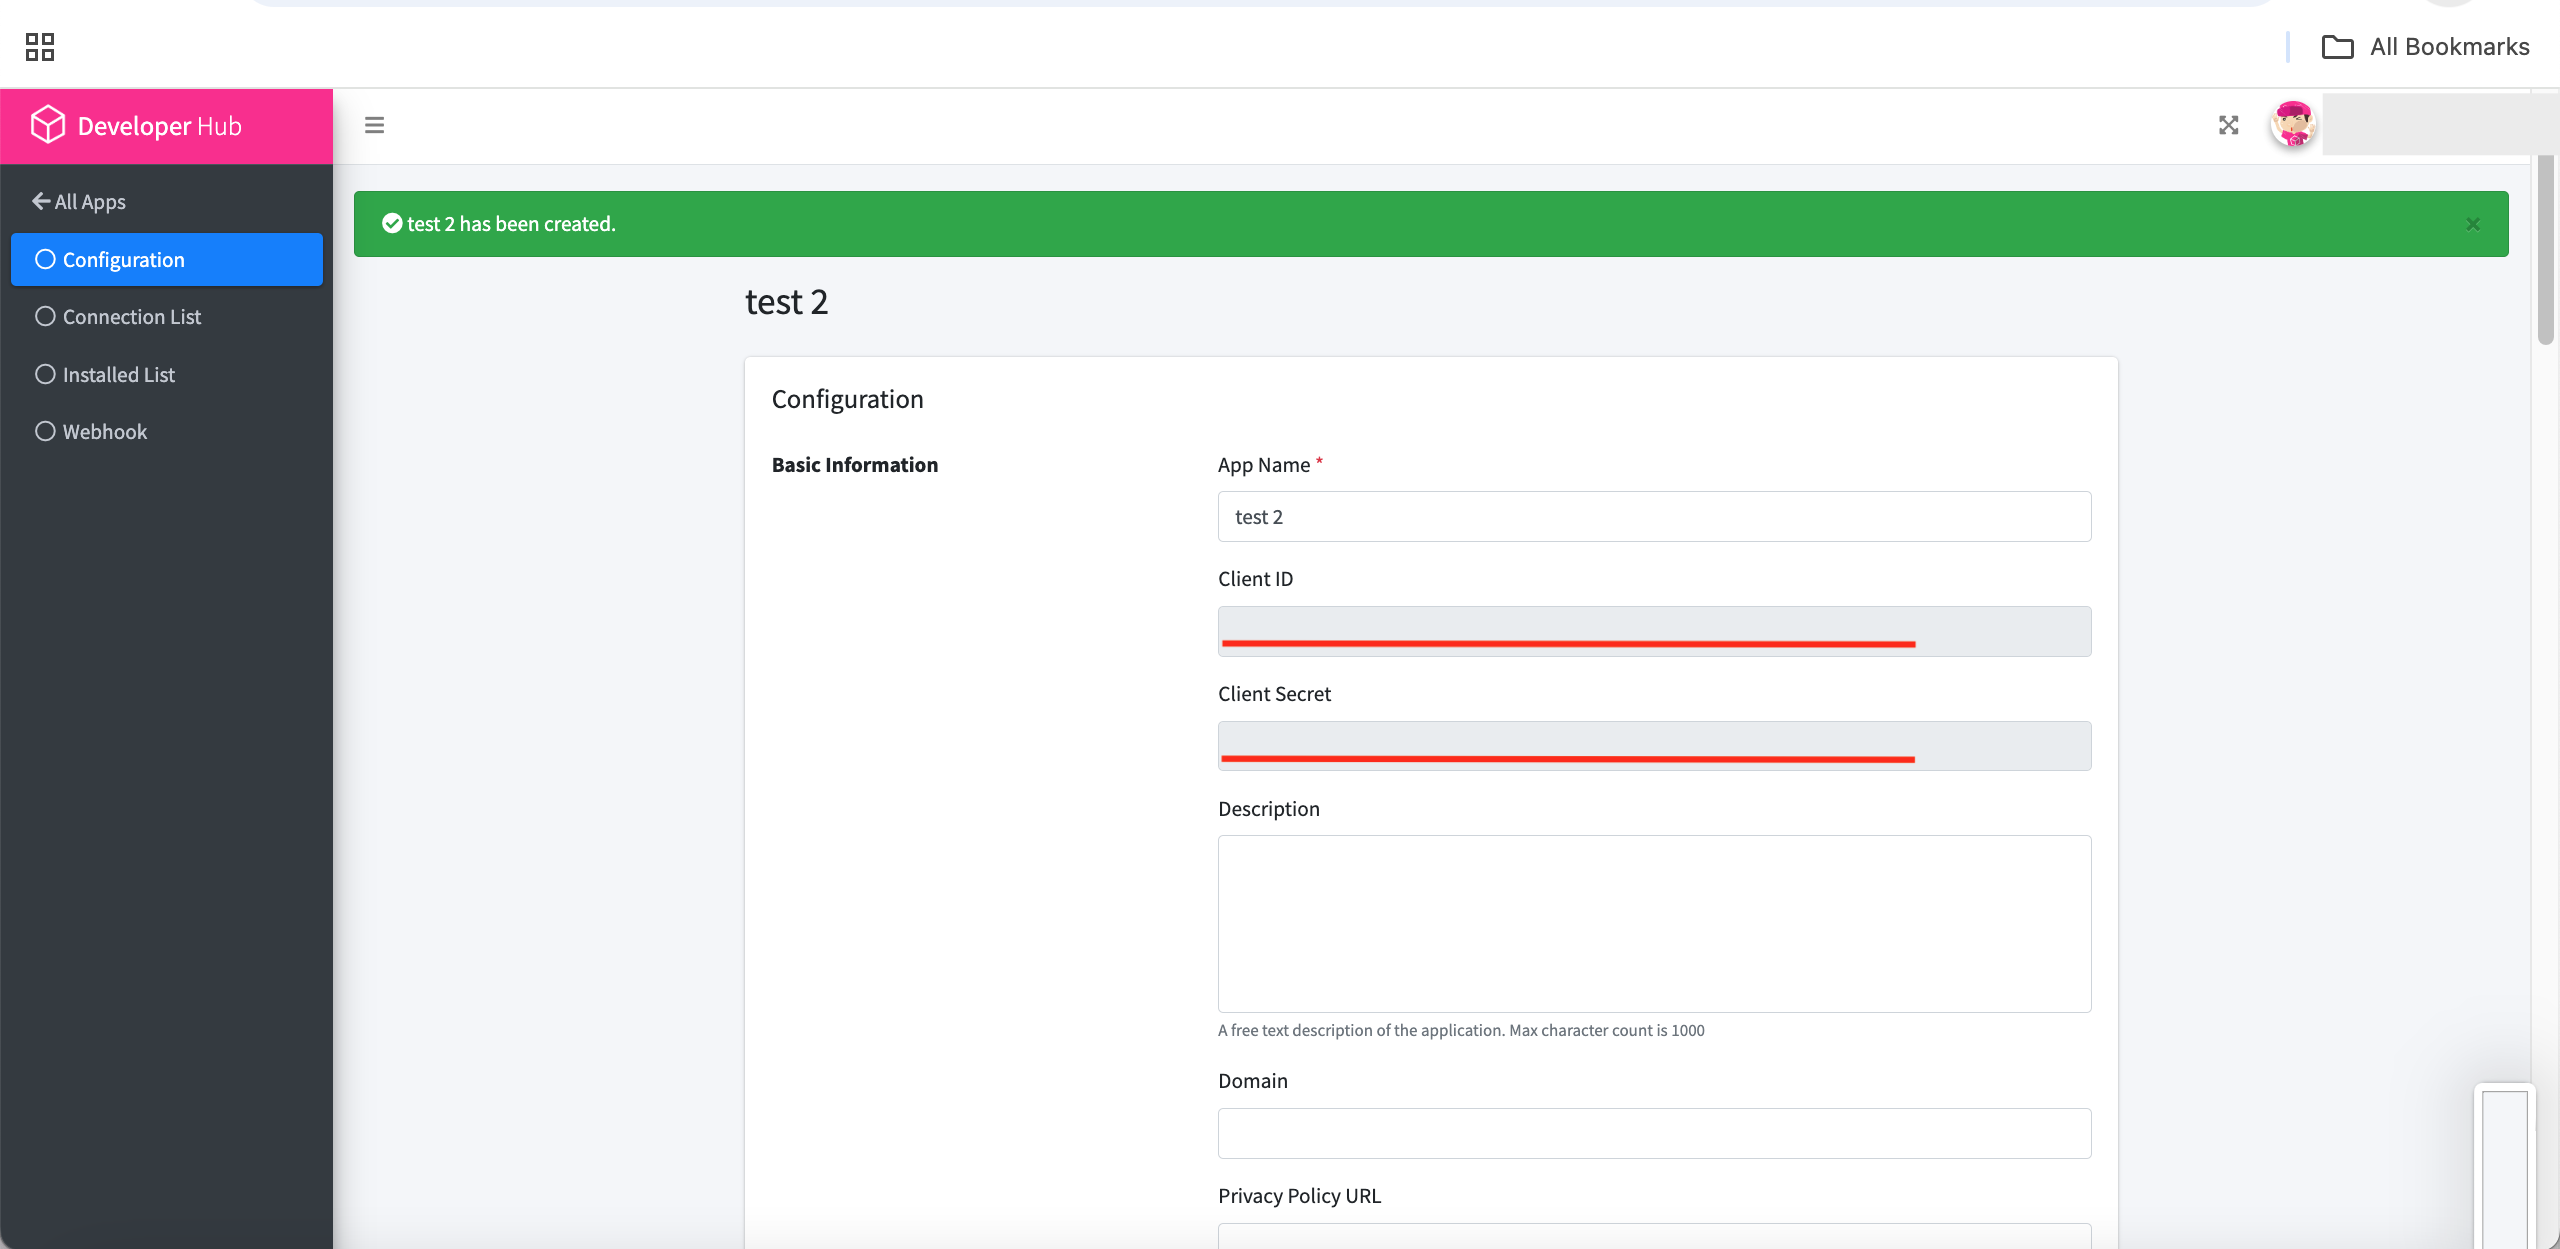 All Bookmarks
Developer Hub
All Apps
Configuration
Connection List
Installed List
Webhook
test 2 has been created.
test 2
Configuration
Basic Information
App Name *
test 2
Client ID
Client Secret
Description
A free text description of the application. Max character count is 1000
Domain
Privacy Policy URL